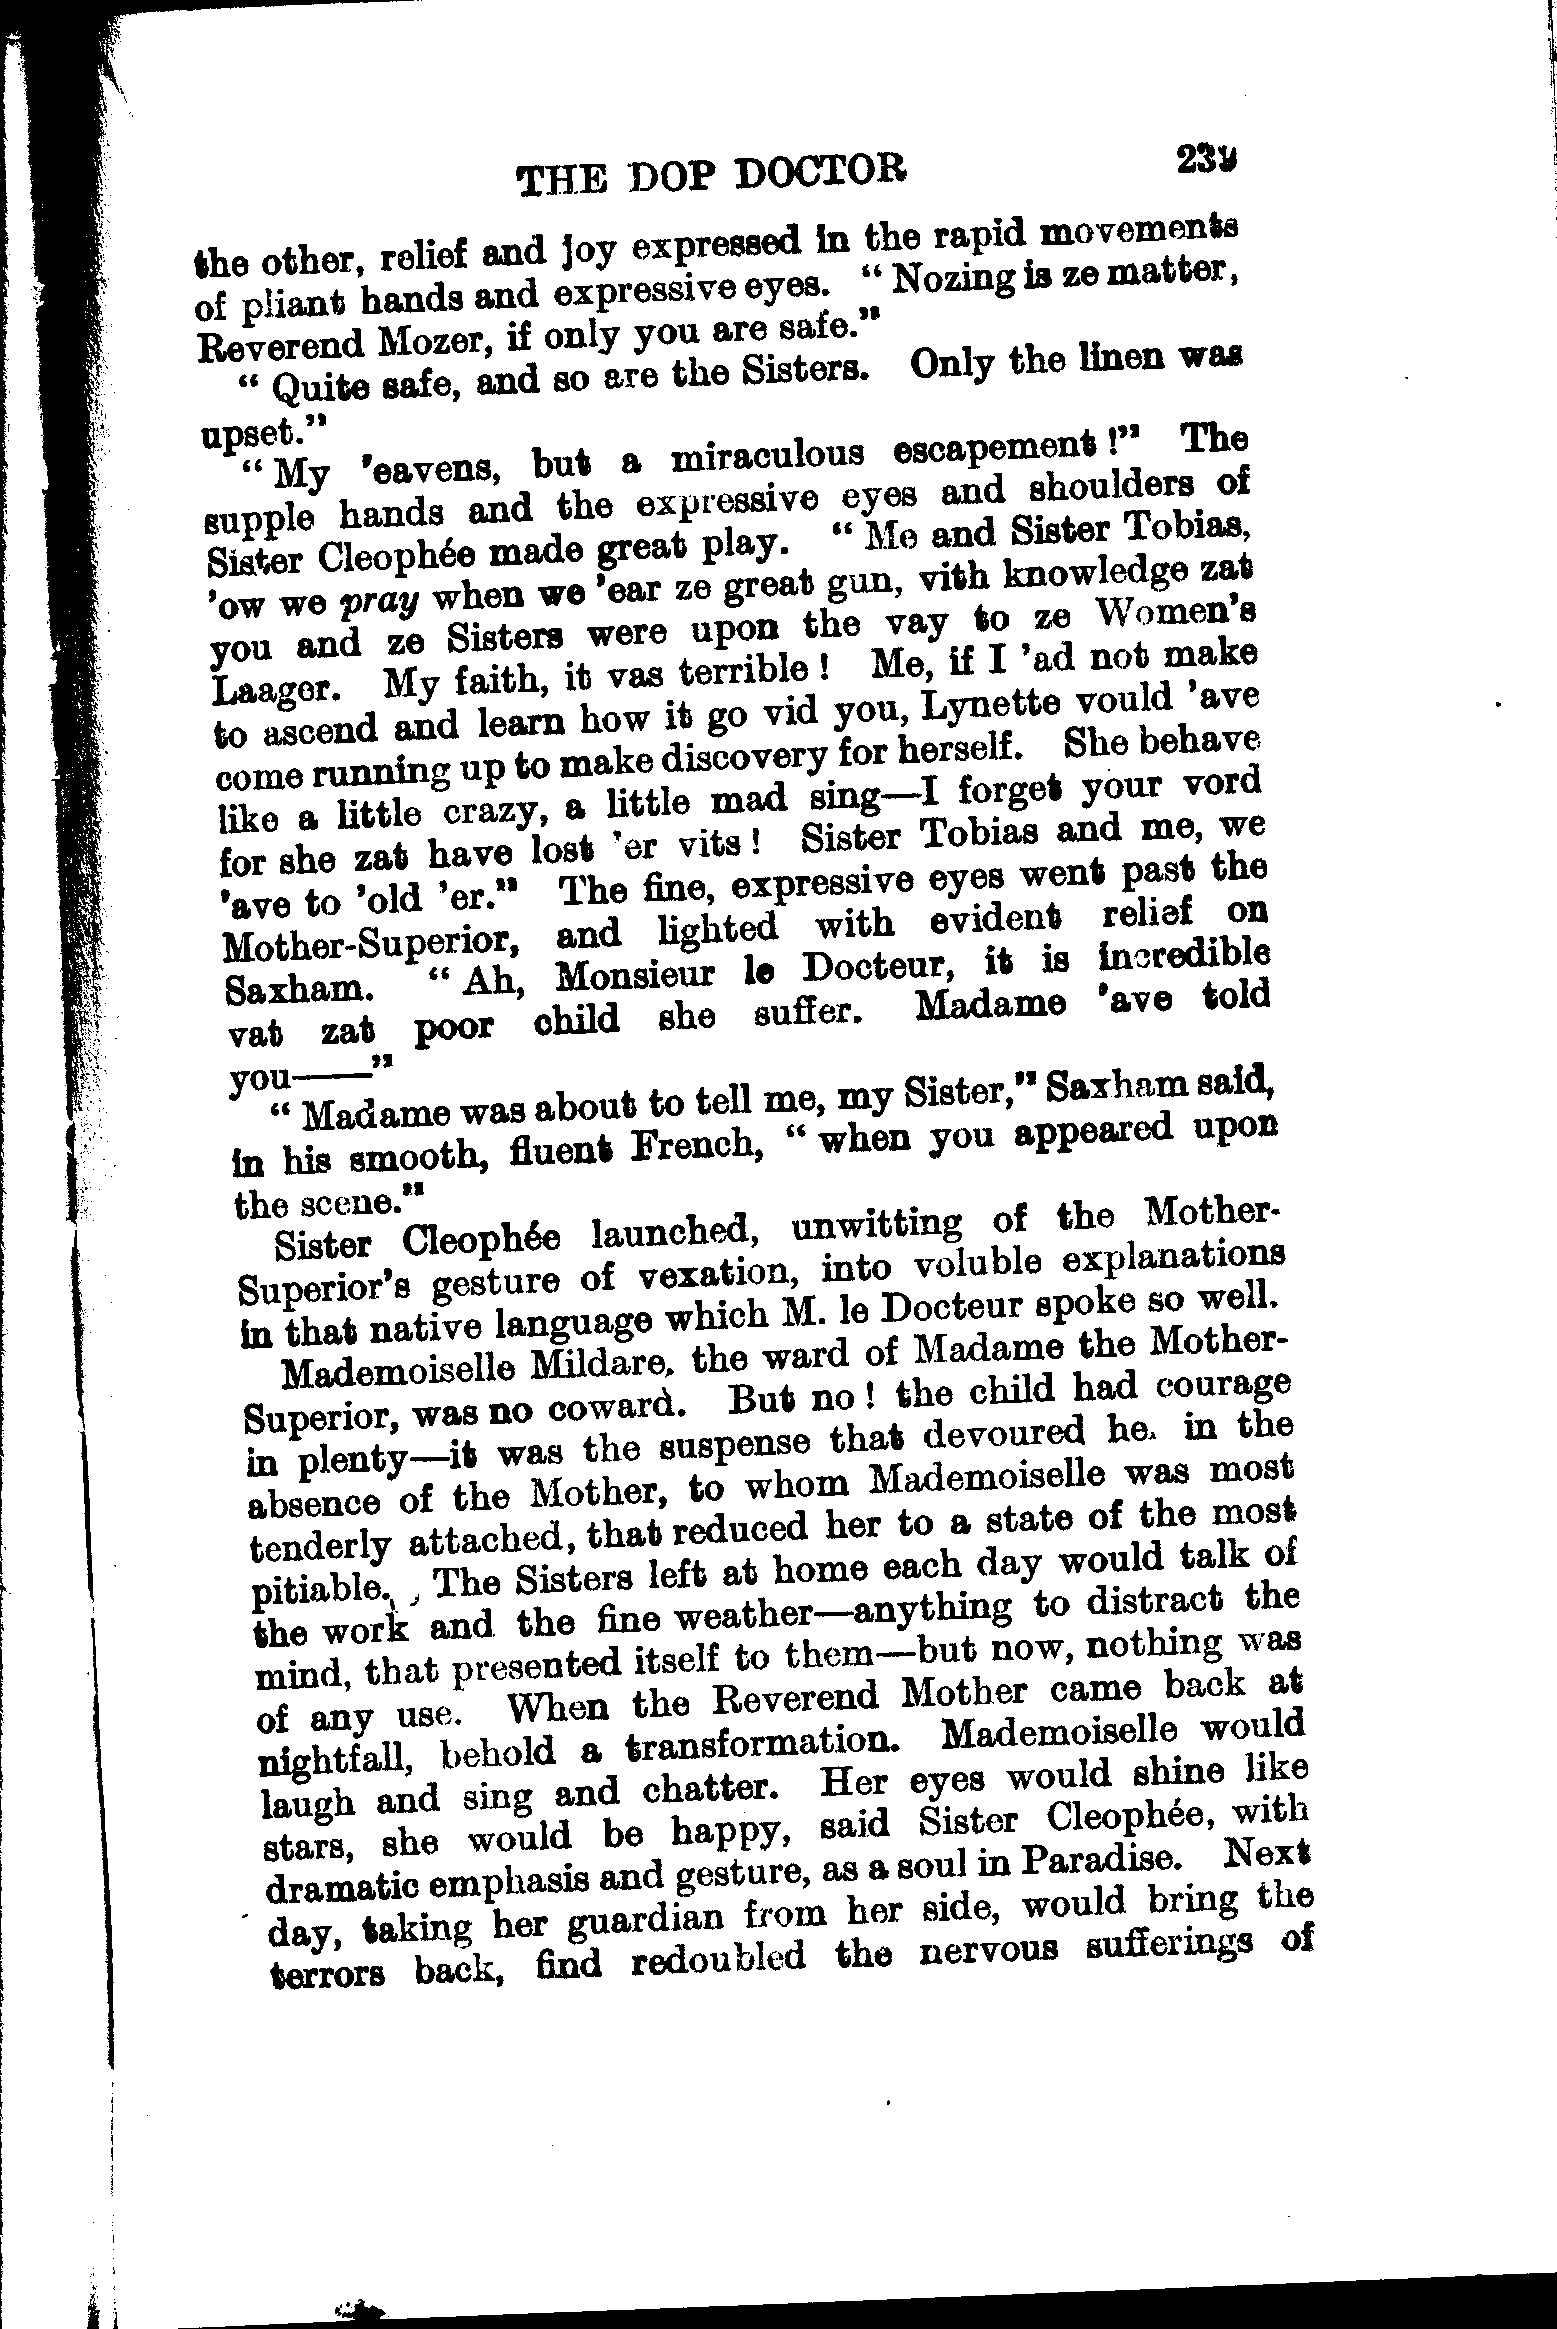 THE DOP DOCTOR 239
the other, relief and joy expressed in the rapid movements
of pliant hands and expressive eyes. “ Nozing is ze matter,
Reverend Mozer, if only you are safe.”
“ Quite safe, and so are the Sisters. Only the linen was
upset.”
“ My ’eavens, but a miraculous escapement !” The
supple hands and the expressive eyes and shoulders of
Sister Cleophée made great play. “ Me and Sister Tobias,
’ow we pray when we ’ear ze great gun, vith knowledge zat
you and ze Sisters were upon the vay to ze Women’s
Laager. My faith, it vas terrible ! Me, if I ’ad not make
to ascend and learn how it go vid you, Lynette vould ’ave
come running up to make discovery for herself. She behave
like a little crazy, a little mad sing—I forget your vord
for she zat have lost ’er vits ! Sister Tobias and me, we
’ave to ’old ’er.” The fine, expressive eyes went past the
Mother-Superior, and lighted with evident relief on
Saxham. “ Ah, Monsieur le Docteur, it is incredible
vat zat poor child she suffer. Madame ’ave told
you——”
“ Madame was about to tell me, my Sister,” Saxham said,
in his smooth, fluent French, “ when you appeared upon
the scene.”
Sister Cleophée launched, unwitting of the Mother-
Superior’s gesture of vexation, into voluble explanations
in that native language which M. le Docteur spoke so well.
Mademoiselle Mildare, the ward of Madame the Mother-
Superior, was no coward. But no ! the child had courage
in plenty—it was the suspense that devoured he. in the
absence of the Mother, to whom Mademoiselle was most
tenderly attached, that reduced her to a state of the most
pitiable. The Sisters left at home each day would talk of
the work and the fine weather—anything to distract the
mind, that presented itself to them—but now, nothing was
of any use. When the Reverend Mother came back at
nightfall, behold a transformation. Mademoiselle would
laugh and sing and chatter. Her eyes would shine like
stars, she would be happy, said Sister Cleophée, with
dramatic emphasis and gesture, as a soul in Paradise. Next
day, taking her guardian from her side, would bring the
terrors back, find redoubled the nervous sufferings of